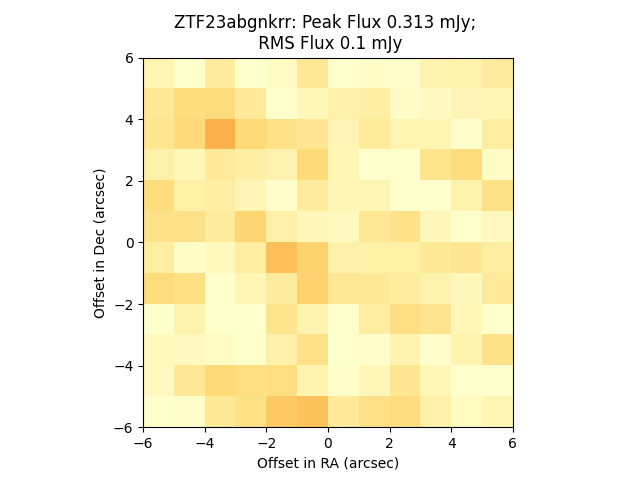 ZTF23abgnkrr: Peak Flux 0.313 mJy;
RMS Flux 0.1 mJy
6
4
2
0
−2
−4
−6
Offset in Dec (arcsec)
−6 −4 −2 0 2 4 6
Offset in RA (arcsec)